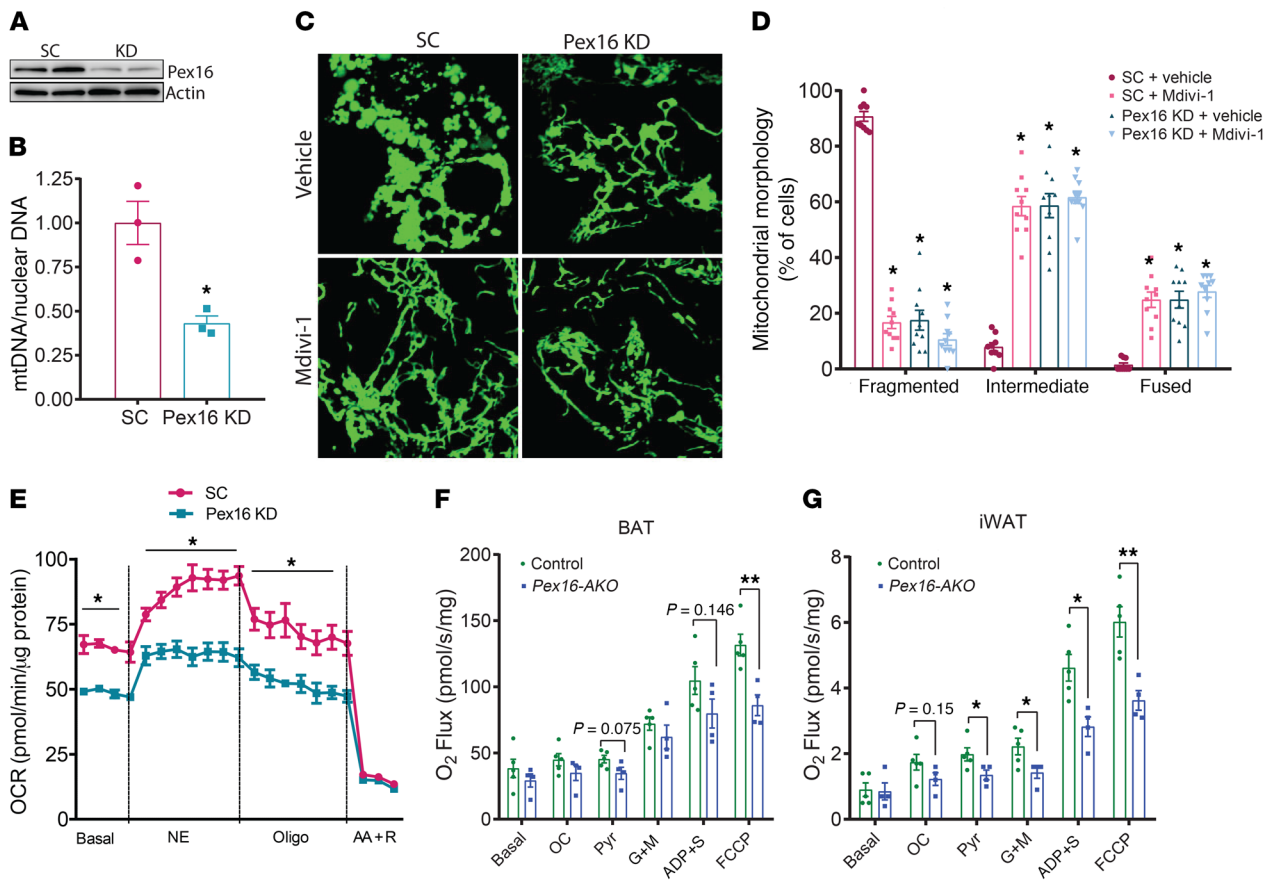 A
SC KD
Pex16
Actin
B
mtDNA/nuclear DNA
1.25
1.00
0.75
0.50
0.25
0.00
*
SC Pex16 KD
C
SC Pex16 KD
Vehicle
Mdivi-1
D
SC + vehicle
SC + Mdivi-1
Pex16 KD + vehicle
Pex16 KD + Mdivi-1
Mitochondrial morphology
(% of cells)
100
80
60
40
20
0
* * *
* * *
* * *
Fragmented Intermediate Fused
E
SC
Pex16 KD
OCR (pmol/min/µg protein)
100
75
50
25
0
* * *
Basal NE Oligo AA+R
F
BAT
Control
Pex16-AKO
O2 Flux (pmol/s/mg)
200
150
100
50
0
P = 0.075
P = 0.146
**
Basal OC Pyr G+M ADP+S FCCP
G
iWAT
Control
Pex16-AKO
O2 Flux (pmol/s/mg)
8
6
4
2
0
P = 0.15
* * * **
Basal OC Pyr G+M ADP+S FCCP